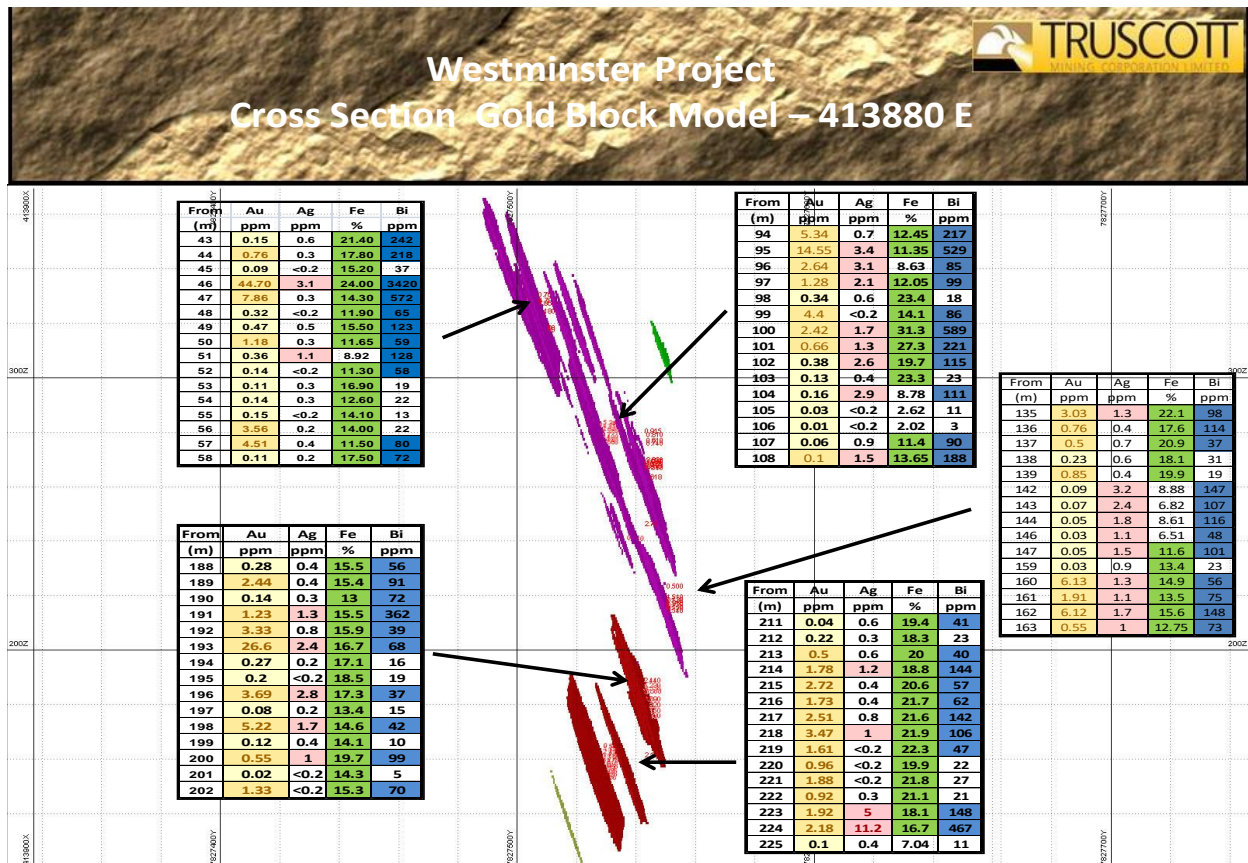 Westminster Project
Cross Section Gold Block Model – 413880 E
TRUSCOTT
MINING CORPORATION LIMITED
From Au Ag Fe Bi
(m) ppm ppm % ppm
43 0.15 0.6 21.40 242
44 0.76 0.3 17.80 218
45 0.09 <0.2 15.20 37
46 44.70 3.1 24.00 3420
47 7.86 0.3 14.30 572
48 0.32 <0.2 11.90 65
49 0.47 0.5 15.50 123
50 1.18 0.3 11.65 59
51 0.36 1.1 8.92 128
52 0.14 <0.2 11.30 58
53 0.11 0.3 16.90 19
54 0.14 0.3 12.60 22
55 0.15 <0.2 14.10 13
56 3.56 0.2 14.00 22
57 4.51 0.4 11.50 80
58 0.11 0.2 17.50 72
From Au Ag Fe Bi
(m) ppm ppm % ppm
94 5.34 0.7 12.45 217
95 14.55 3.4 11.35 529
96 2.64 3.1 8.63 85
97 1.28 2.1 12.05 99
98 0.34 0.6 23.4 18
99 4.4 <0.2 14.1 86
100 2.42 1.7 31.3 589
101 0.66 1.3 27.3 221
102 0.38 2.6 19.7 115
103 0.13 0.4 23.3 23
104 0.16 2.9 8.78 111
105 0.03 <0.2 2.62 11
106 0.01 <0.2 2.02 3
107 0.06 0.9 11.4 90
108 0.1 1.5 13.65 188
From Au Ag Fe Bi
(m) ppm ppm % ppm
135 3.03 1.3 22.1 98
136 0.76 0.4 17.6 114
137 0.5 0.7 20.9 37
138 0.23 0.6 18.1 31
139 0.85 0.4 19.9 19
142 0.09 3.2 8.88 147
143 0.07 2.4 6.82 107
144 0.05 1.8 8.61 116
146 0.03 1.1 6.51 48
147 0.05 1.5 11.6 101
159 0.03 0.9 13.4 23
160 6.13 1.3 14.9 56
161 1.91 1.1 13.5 75
162 6.12 1.7 15.6 148
163 0.55 1 12.75 73
From Au Ag Fe Bi
(m) ppm ppm % ppm
188 0.28 0.4 15.5 56
189 2.44 0.4 15.4 91
190 0.14 0.3 13 72
191 1.23 1.3 15.5 362
192 3.33 0.8 15.9 39
193 26.6 2.4 16.7 68
194 0.27 0.2 17.1 16
195 0.2 <0.2 18.5 19
196 3.69 2.8 17.3 37
197 0.08 0.2 13.4 15
198 5.22 1.7 14.6 42
199 0.12 0.4 14.1 10
200 0.55 1 19.7 99
201 0.02 <0.2 14.3 5
202 1.33 <0.2 15.3 70
From Au Ag Fe Bi
(m) ppm ppm % ppm
211 0.04 0.6 19.4 41
212 0.22 0.3 18.3 23
213 0.5 0.6 20 40
214 1.78 1.2 18.8 144
215 2.72 0.4 20.6 57
216 1.73 0.4 21.7 62
217 2.51 0.8 21.6 142
218 3.47 1 21.9 106
219 1.61 <0.2 22.3 47
220 0.96 <0.2 19.9 22
221 1.88 <0.2 21.8 27
222 0.92 0.3 21.1 21
223 1.92 5 18.1 148
224 2.18 11.2 16.7 467
225 0.1 0.4 7.04 11
413900X
7827500Y
7827700Y
300Z
300Z
200Z
200Z
413900X
7827400Y
7827500Y
7827600Y
7827700Y